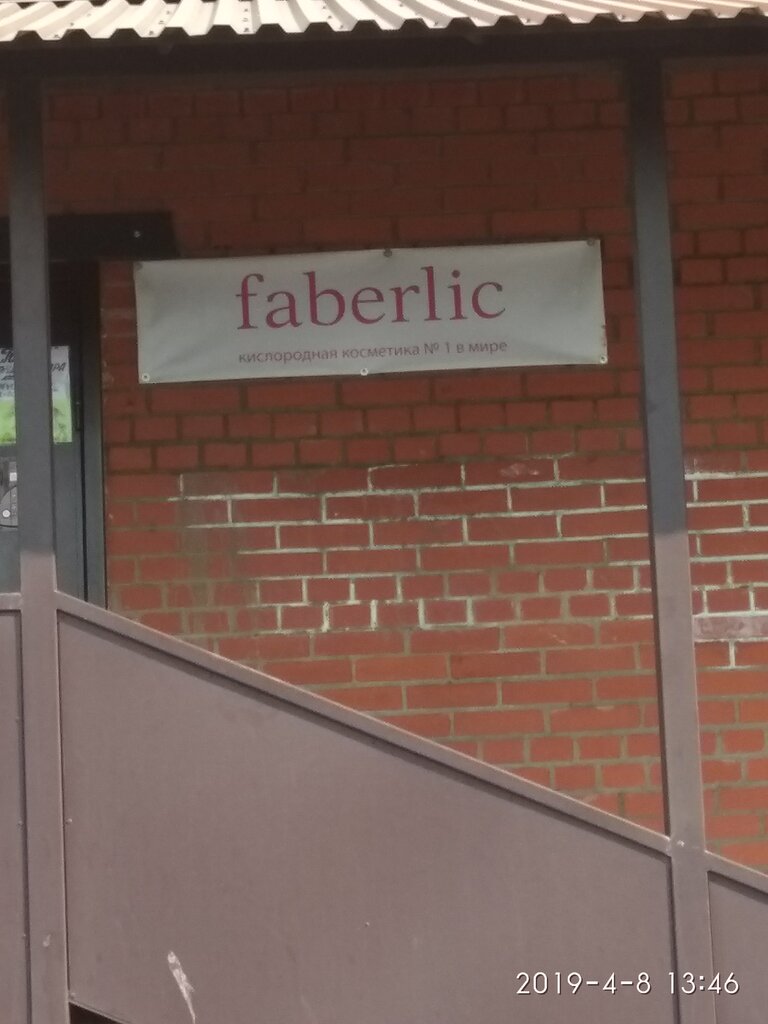 faberlic
кислородная косметика № 1 в мире
2019-4-8 13:46